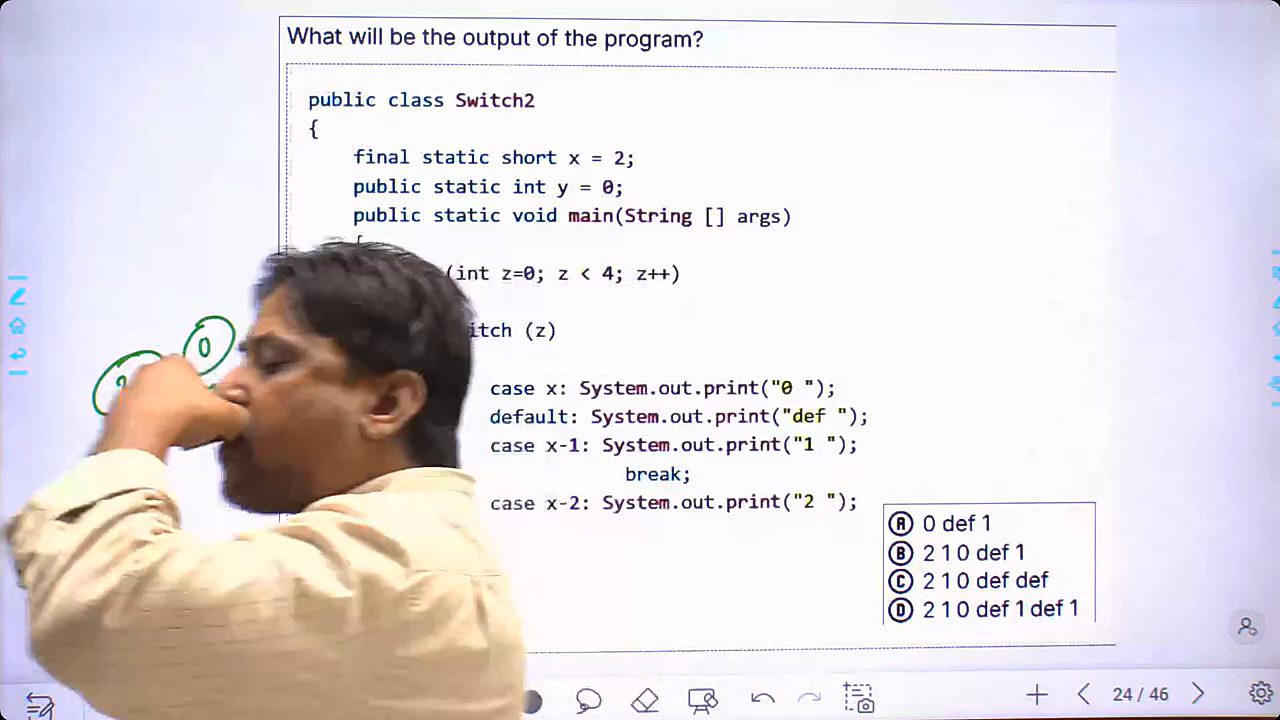 What will be the output of the program?
public class Switch2
{
final static short x = 2;
public static int y = 0;
public static void main(String [] args)
{
(int z=0; z < 4; z++)
itch (z)
0
case x: System.out.print("0 ");
default: System.out.print("def ");
case x-1: System.out.print("1 ");
break;
case x-2: System.out.print("2 ");
A 0 def 1
B 2 1 0 def 1
C 2 1 0 def def
D 2 1 0 def 1 def 1
24 / 46